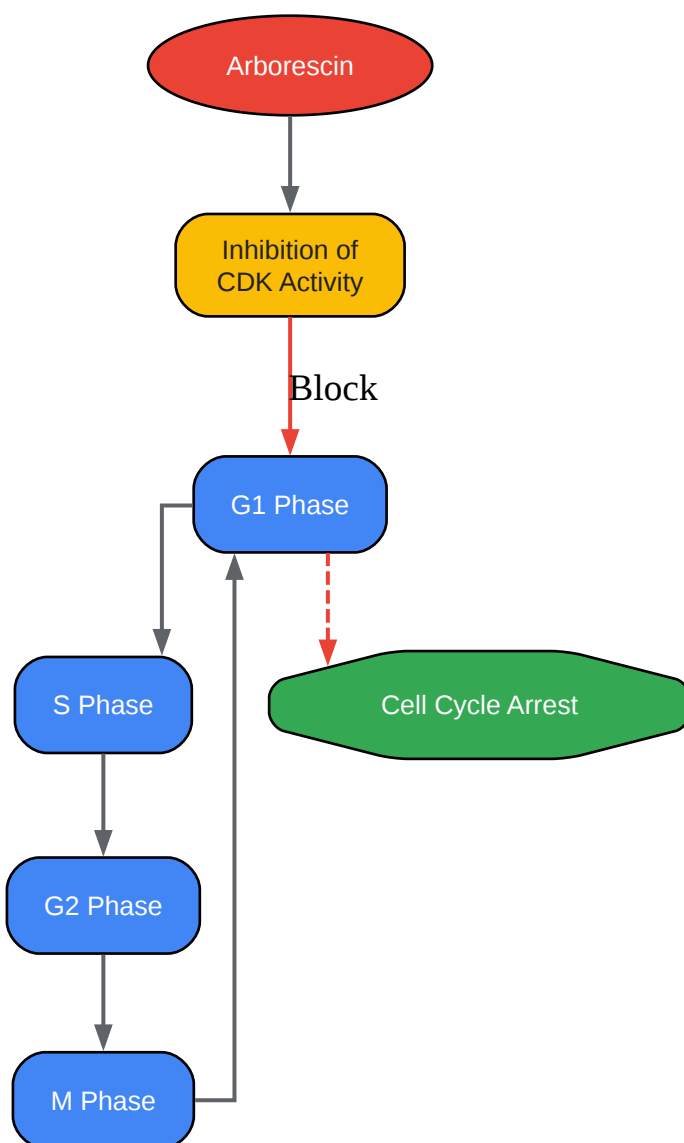 Arborescin
Inhibition of
CDK Activity
Block
G1 Phase
S Phase
Cell Cycle Arrest
G2 Phase
M Phase